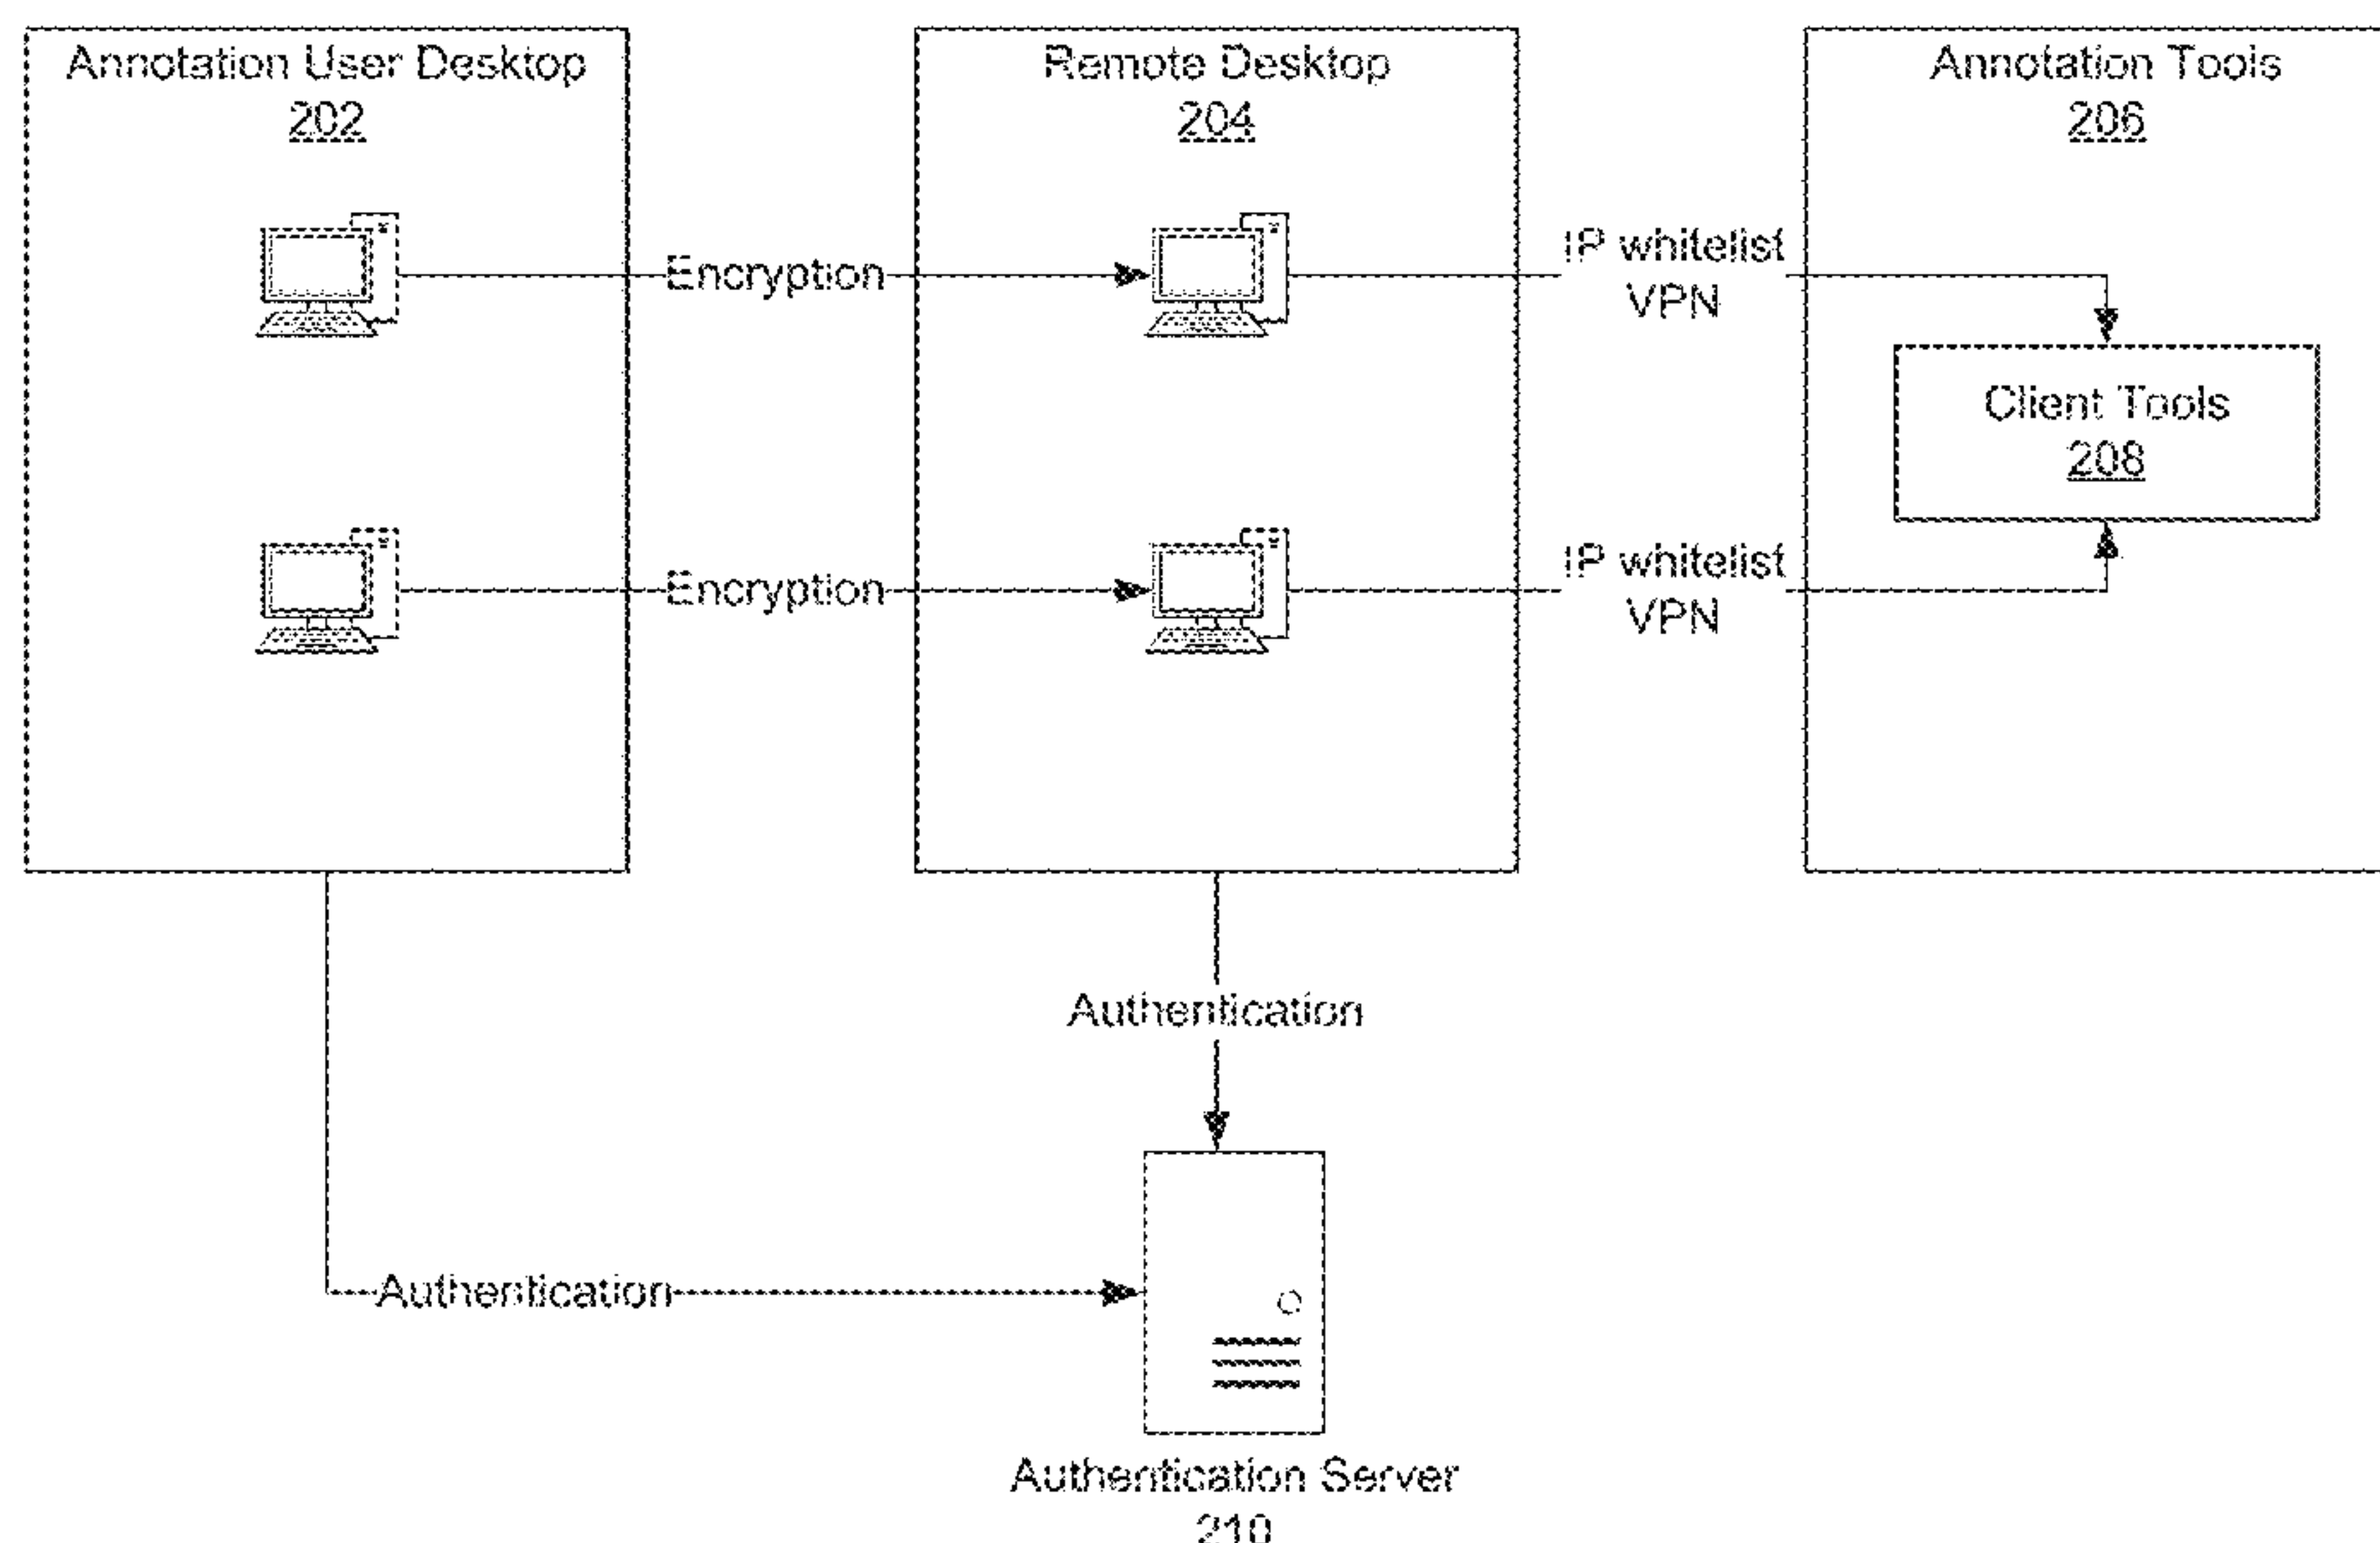 Annotation User Desktop
202
Remote Desktop
204
Annotation Tools
206
Encryption
IP whitelist
VPN
Client Tools
208
Encryption
IP whitelist
VPN
Authentication
Authentication
Authentication Server
210